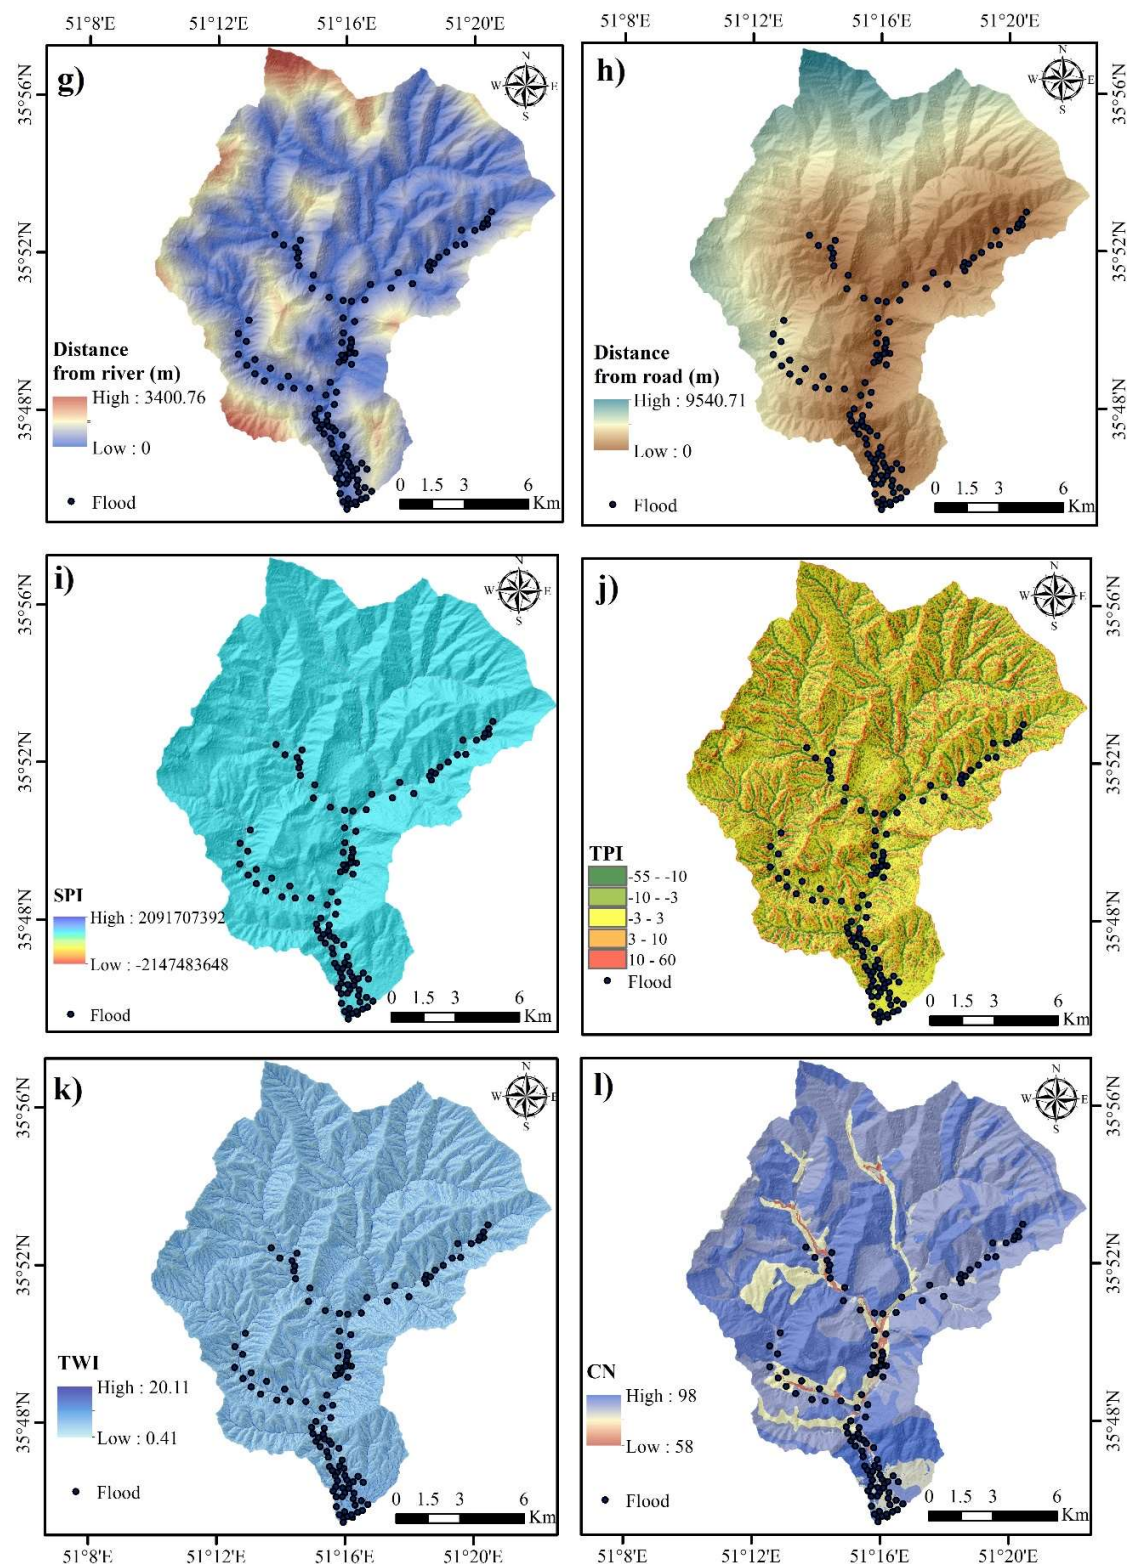 51°8'E 51°12'E 51°16'E 51°20'E 51°8'E 51°12'E 51°16'E 51°20'E
g)
N
W E
S
35°56'N
35°52'N
35°48'N
Distance
from river (m)
High : 3400.76
Low : 0
Flood
0 1.5 3 6
Km
h)
N
W E
S
35°56'N
35°52'N
35°48'N
Distance
from road (m)
High : 9540.71
Low : 0
Flood
0 1.5 3 6
Km
i)
N
W E
S
35°56'N
35°52'N
35°48'N
SPI
High : 2091707392
Low : -2147483648
Flood
0 1.5 3 6
Km
j)
N
W E
S
35°56'N
35°52'N
35°48'N
TPI
-55 - -10
-10 - -3
-3 - 3
3 - 10
10 - 60
Flood
0 1.5 3 6
Km
k)
N
W E
S
35°56'N
35°52'N
35°48'N
TWI
High : 20.11
Low : 0.41
Flood
0 1.5 3 6
Km
l)
N
W E
S
35°56'N
35°52'N
35°48'N
CN
High : 98
Low : 58
Flood
0 1.5 3 6
Km
51°8'E 51°12'E 51°16'E 51°20'E 51°8'E 51°12'E 51°16'E 51°20'E